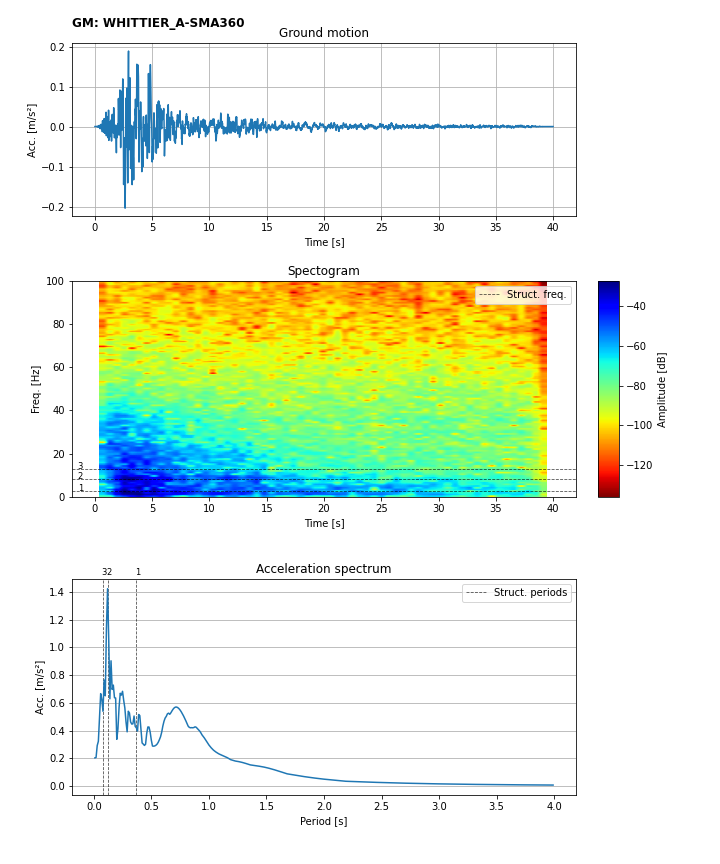 GM: WHITTIER_A-SMA360
Ground motion
0.2
0.1
0.0
−0.1
−0.2
Acc. [m/s²]
0 5 10 15 20 25 30 35 40
Time [s]
Spectogram
100
80
60
40
20
0
Freq. [Hz]
Struct. freq.
3
2
1
0 5 10 15 20 25 30 35 40
Time [s]
−40
−60
−80
−100
−120
Amplitude [dB]
Acceleration spectrum
3 2 1
1.4
1.2
1.0
0.8
0.6
0.4
0.2
0.0
Acc. [m/s²]
Struct. periods
0.0 0.5 1.0 1.5 2.0 2.5 3.0 3.5 4.0
Period [s]